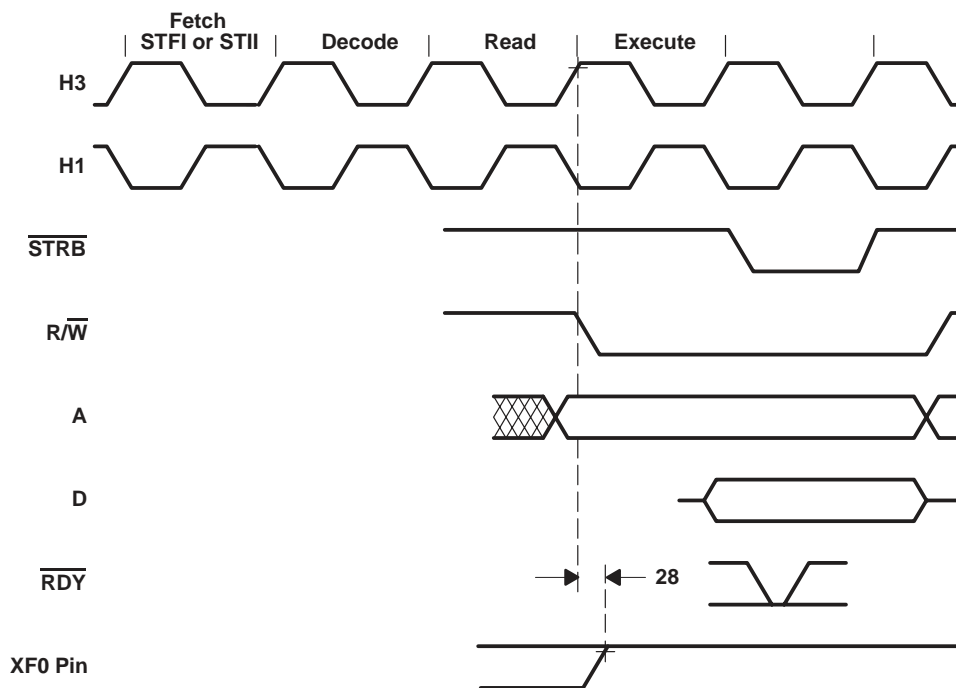 Fetch
STFI or STII
Decode
Read
Execute
H3
H1
STRB
R/W
A
D
RDY
28
XF0 Pin